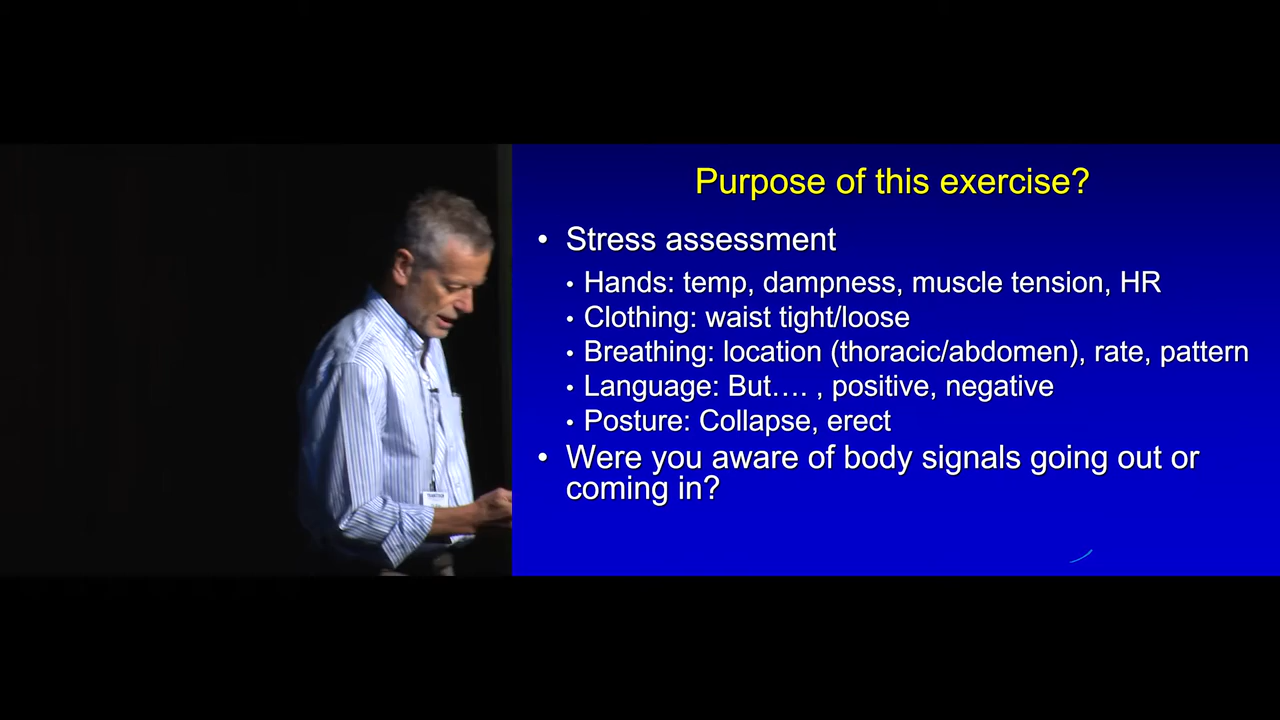 Purpose of this exercise?
• Stress assessment
• Hands: temp, dampness, muscle tension, HR
• Clothing: waist tight/loose
• Breathing: location (thoracic/abdomen), rate, pattern
• Language: But…. , positive, negative
• Posture: Collapse, erect
• Were you aware of body signals going out or
coming in?